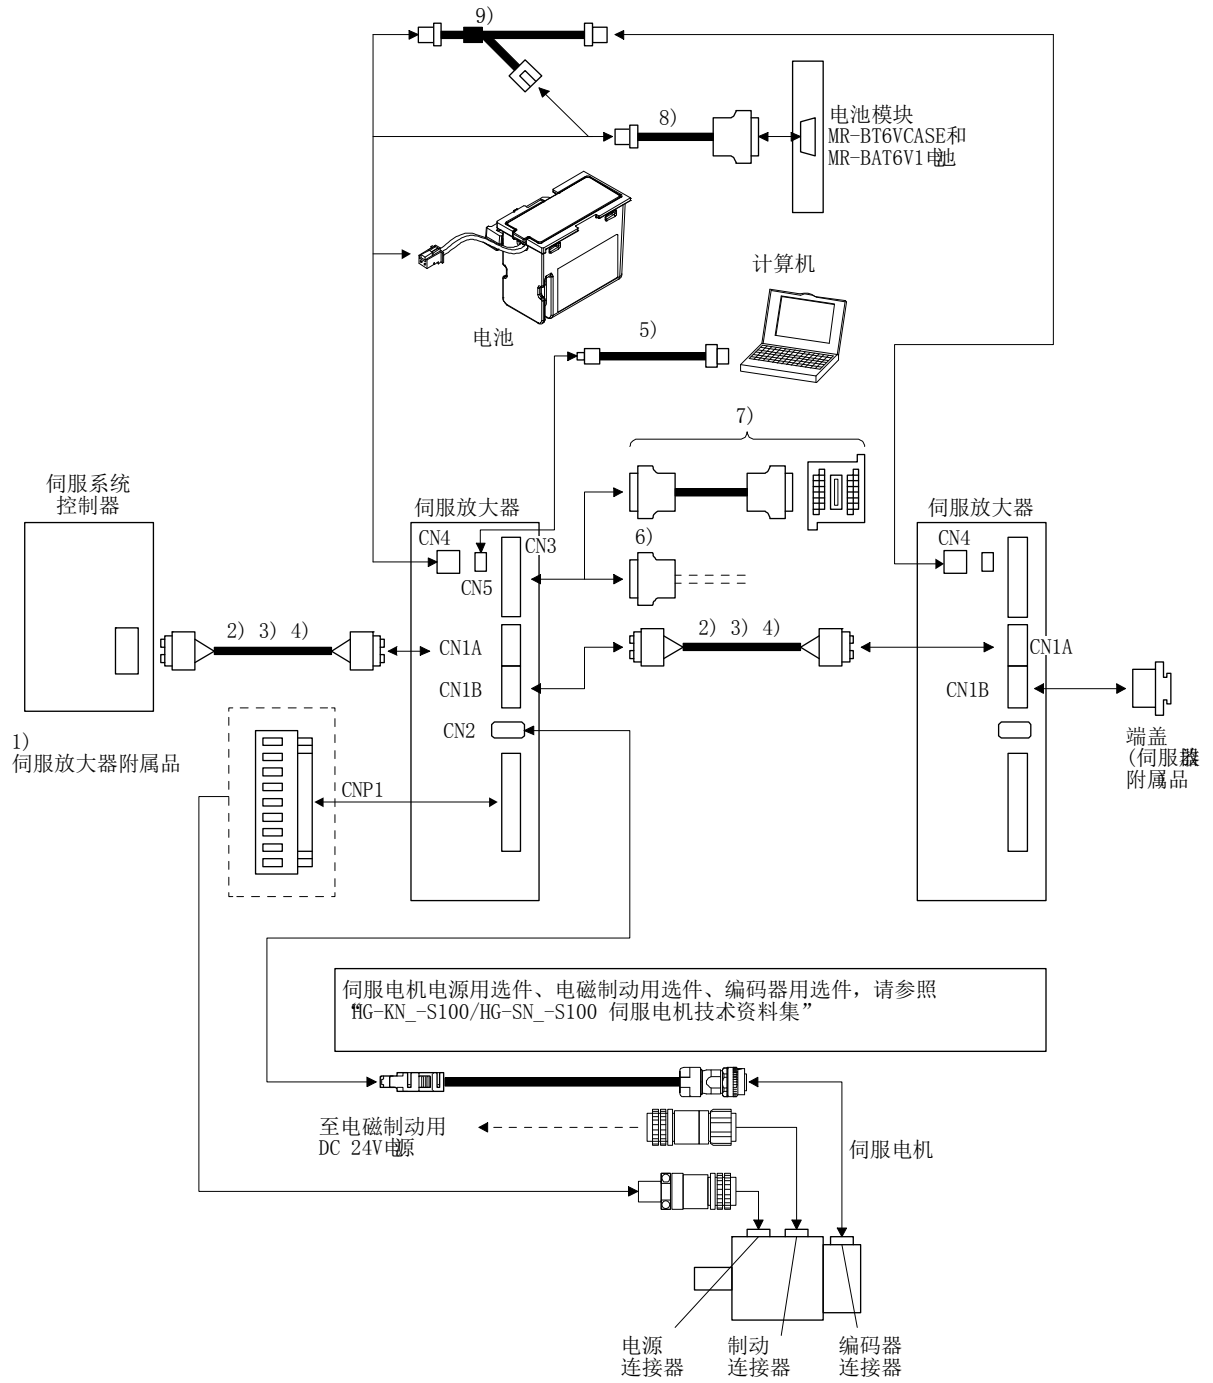 9)
8)
电池模块
MR-BT6VCASE和
MR-BAT6V1电池
计算机
电池
5)
7)
伺服系统
控制器
伺服放大器
伺服放大器
CN4
CN5
CN3
6)
CN4
2) 3) 4)
CN1A
2) 3) 4)
CN1A
CN1B
CN1B
CN2
1)
伺服放大器附属品
端盖
(伺服
附属品
CNP1
伺服电机电源用选件、电磁制动用选件、编码器用选件，请参照
“HG-KN_-S100/HG-SN_-S100 伺服电机技术资料集”
至电磁制动用
DC 24V电源
伺服电机
电源
连接器
制动
连接器
编码器
连接器